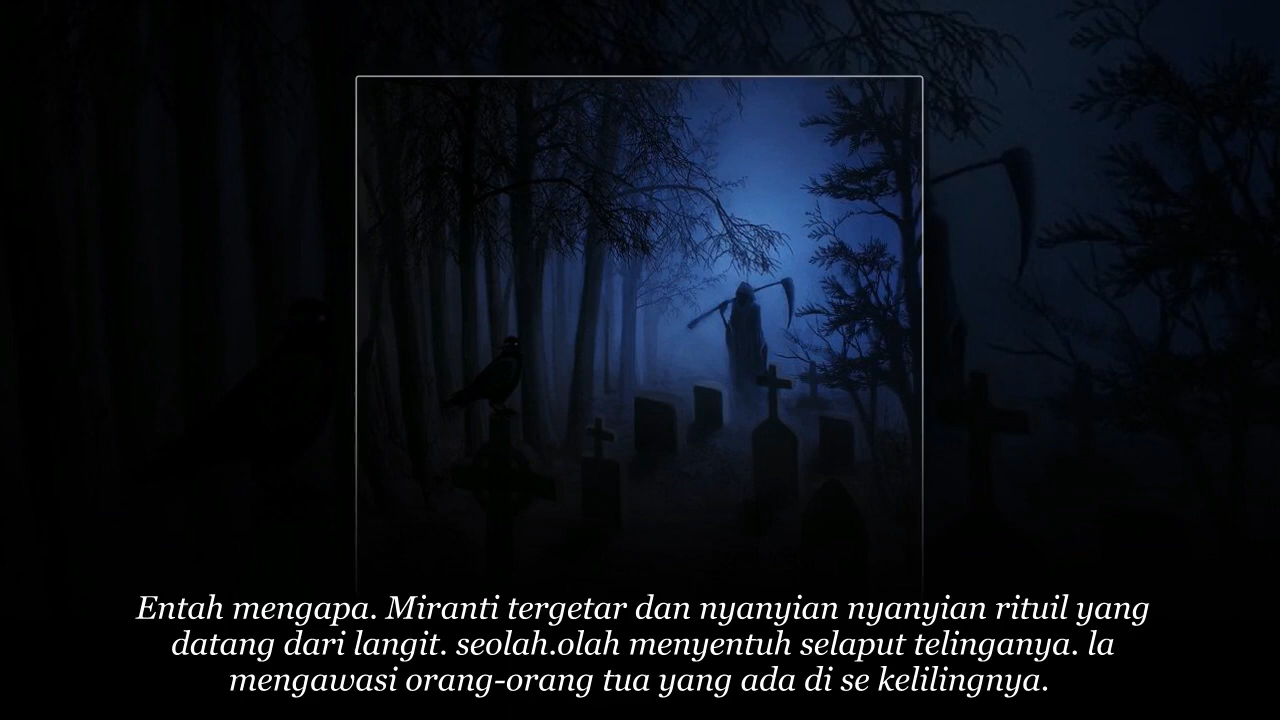 Entah mengapa. Miranti tergetar dan nyanyian nyanyian rituil yang
datang dari langit. seolah.olah menyentuh selaput telinganya. la
mengawasi orang-orang tua yang ada di se kelilingnya.